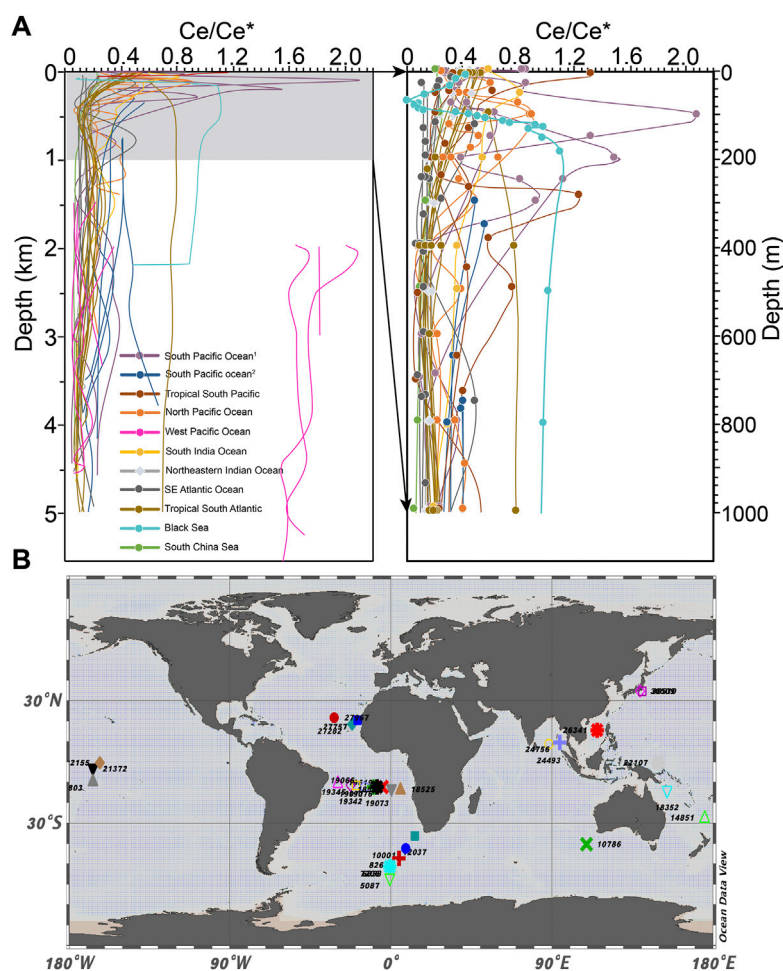 A
Ce/Ce*
Ce/Ce*
0 0.4 0.8 1.2 1.6 2.0
0 0.4 0.8 1.2 1.6 2.0
0
1
2
3
4
5
Depth (km)
0
200
400
600
800
1000
Depth (m)
South Pacific Ocean¹
South Pacific ocean²
Tropical South Pacific
North Pacific Ocean
West Pacific Ocean
South India Ocean
Northeastern Indian Ocean
SE Atlantic Ocean
Tropical South Atlantic
Black Sea
South China Sea
B
30°N
30°S
27757
27262
26341
24756
24493
22107
2155
21372
803
19342
19073
18525
18352
14851
10786
10001
2037
826
5087
Ocean Data View
180°W 90°W 0° 90°E 180°E